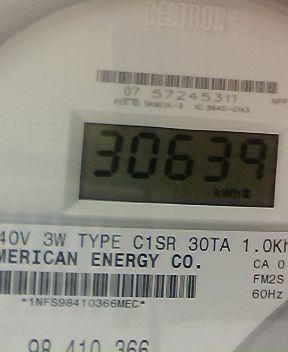 CENTRON®
07 57245311
30639
kWh
40V 3W TYPE C1SR 30TA 1.0Kh
MERICAN ENERGY CO.
CA 0
FM2S
60Hz
*1NFS98410366MEC*
98 410 366